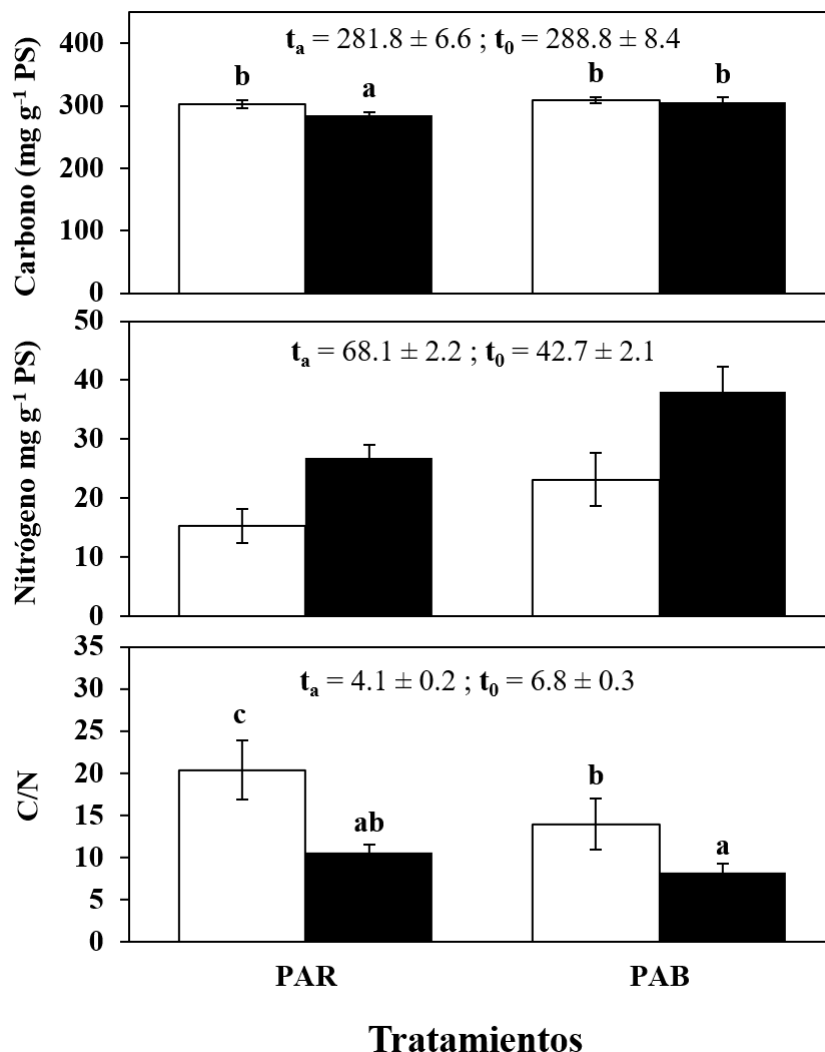 Carbono (mg g⁻¹ PS)
400
300
200
100
0
tₐ = 281.8 ± 6.6 ; t₀ = 288.8 ± 8.4
b
a
b
b
Nitrógeno mg g⁻¹ PS)
50
40
30
20
10
0
tₐ = 68.1 ± 2.2 ; t₀ = 42.7 ± 2.1
C/N
35
30
25
20
15
10
5
0
tₐ = 4.1 ± 0.2 ; t₀ = 6.8 ± 0.3
c
ab
b
a
PAR
PAB
Tratamientos